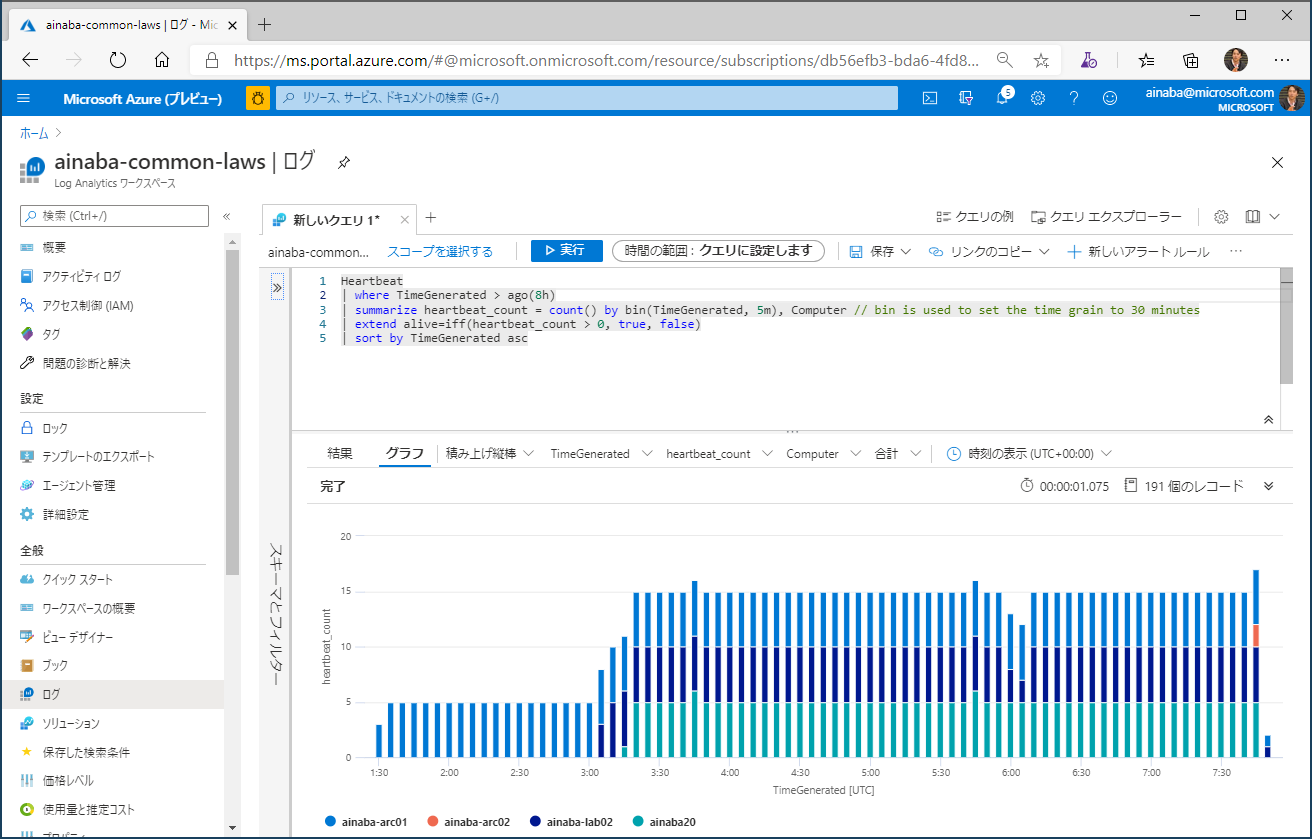 ainaba-common-laws | ログ - Mic
https://ms.portal.azure.com/#@microsoft.onmicrosoft.com/resource/subscriptions/db56efb3-bda6-4fd8...
Microsoft Azure (プレビュー)
リソース、サービス、ドキュメントの検索 (G+/)
5
ainaba@microsoft.com
MICROSOFT
ホーム
ainaba-common-laws | ログ
Log Analytics ワークスペース
検索 (Ctrl+/)
概要
アクティビティ ログ
アクセス制御 (IAM)
タグ
問題の診断と解決
設定
ロック
テンプレートのエクスポート
エージェント管理
詳細設定
全般
クイック スタート
ワークスペースの概要
ビュー デザイナー
ブック
ログ
ソリューション
保存した検索条件
価格レベル
使用量と推定コスト
プロパティ
新しいクエリ 1*
クエリの例
クエリ エクスプローラー
ainaba-common...
スコープを選択する
実行
時間の範囲 : クエリに設定します
保存
リンクのコピー
新しいアラート ルール
1 Heartbeat
2 | where TimeGenerated > ago(8h)
3 | summarize heartbeat_count = count() by bin(TimeGenerated, 5m), Computer // bin is used to set the time grain to 30 minutes
4 | extend alive=iff(heartbeat_count > 0, true, false)
5 | sort by TimeGenerated asc
スキーマとフィルター
結果 グラフ 積み上げ縦棒 TimeGenerated heartbeat_count Computer 合計 時刻の表示 (UTC+00:00)
完了 00:00:01.075 191 個のレコード
heartbeat_count
20
15
10
5
0
1:30 2:00 2:30 3:00 3:30 4:00 4:30 5:00 5:30 6:00 6:30 7:00 7:30
TimeGenerated [UTC]
ainaba-arc01 ainaba-arc02 ainaba-lab02 ainaba20